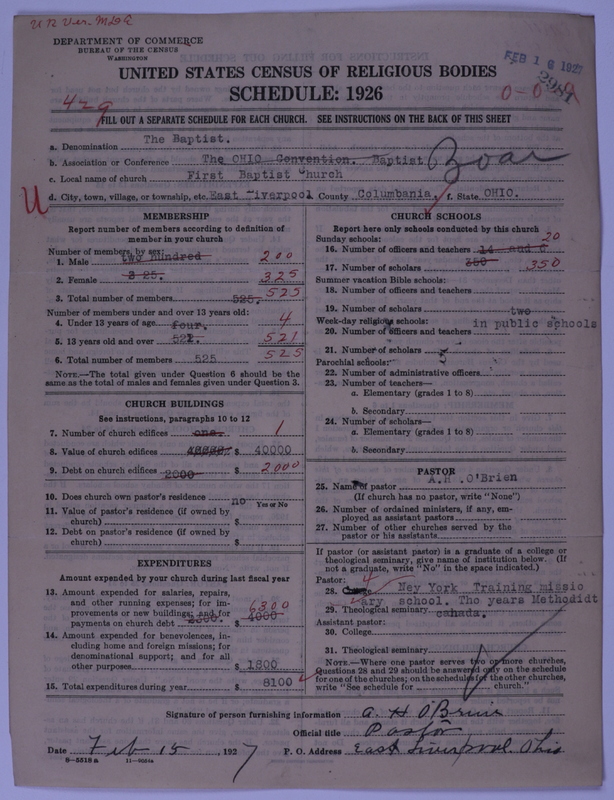 DEPARTMENT OF COMMERCE
BUREAU OF THE CENSUS
WASHINGTON
FEB 16 1927
2981
UNITED STATES CENSUS OF RELIGIOUS BODIES
SCHEDULE: 1926
429
0-0
FILL OUT A SEPARATE SCHEDULE FOR EACH CHURCH. SEE INSTRUCTIONS ON THE BACK OF THIS SHEET
a. Denomination The Baptist.
b. Association or Conference The OHIO Convention. Baptist
c. Local name of church First Baptist Church
d. City, town, village, or township, etc. East Liverpool County Columbania, f. State OHIO.
MEMBERSHIP
Report number of members according to definition of member in your church
Number of members, by sex:
1. Male two hundred 200
2. Female 3 25. 325
3. Total number of members 525. 525
Number of members under and over 13 years old:
4. Under 13 years of age four. 4
5. 13 years old and over 521. 521
6. Total number of members 525 525
NOTE.—The total given under Question 6 should be
same as the total of males and females given under Question 3.
CHURCH BUILDINGS
See instructions, paragraphs 10 to 12
7. Number of church edifices one. 1
8. Value of church edifices $ 40000
9. Debt on church edifices 2000 $ 2000
10. Does church own pastor's residence no
Yes or No
11. Value of pastor's residence (if owned by
church) $
12. Debt on pastor's residence (if owned by
church) $
EXPENDITURES
Amount expended by your church during last fiscal year
13. Amount expended for salaries, repairs,
and other running expenses; for im-
provements or new buildings; and for 6300
payments on church debt $ 4000
14. Amount expended for benevolences, in-
cluding home and foreign missions; for
denominational support; and for all
other purposes $ 1800
15. Total expenditures during year $ 8100
CHURCH SCHOOLS
Report here only schools conducted by this church
Sunday schools: 20
16. Number of officers and teachers 14 and 6
17. Number of scholars 350 350
Summer vacation Bible schools:
18. Number of officers and teachers
19. Number of scholars two
Week-day religious schools: in public schools
20. Number of officers and teachers
21. Number of scholars
Parochial schools:
22. Number of administrative officers
23. Number of teachers—
a. Elementary (grades 1 to 8)
b. Secondary
24. Number of scholars—
a. Elementary (grades 1 to 8)
b. Secondary
PASTOR
25. Name of pastor A.H .O'Brien
(If church has no pastor, write "None")
26. Number of ordained ministers, if any, em-
ployed as assistant pastors
27. Number of other churches served by the
pastor or his assistants
If pastor (or assistant pastor) is a graduate of a college or
theological seminary, give name of institution below. (If
not a graduate, write "No" in the space indicated.)
Pastor:
28. College Ney York Training missio
ary school. Tho years Methodidt
29. Theological seminary canada.
Assistant pastor:
30. College
31. Theological seminary
NOTE.—Where one pastor serves two or more churches,
Questions 28 and 29 should be answered only on the schedule
for one of the churches; on the schedule for the other churches,
write "See schedule for church."
Signature of person furnishing information A. H O'Brien
Official title Pastor
Date Feb 15, 1927 P. O. Address East Liverpool Ohio
8—5518 a